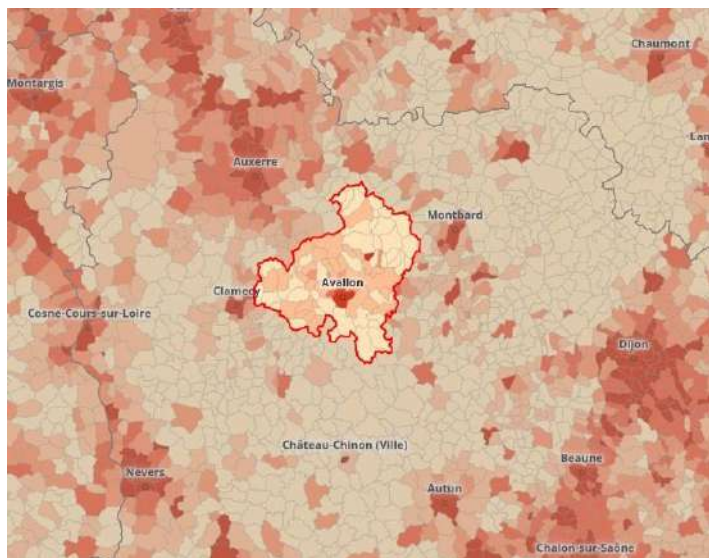 Chaumont
Montargis
Auxerre
Montbard
Avallon
Clamecy
Cosne-Cours-sur-Loire
Dijon
Château-Chinon (Ville)
Beaune
Nevers
Autun
Chalon-sur-Saône